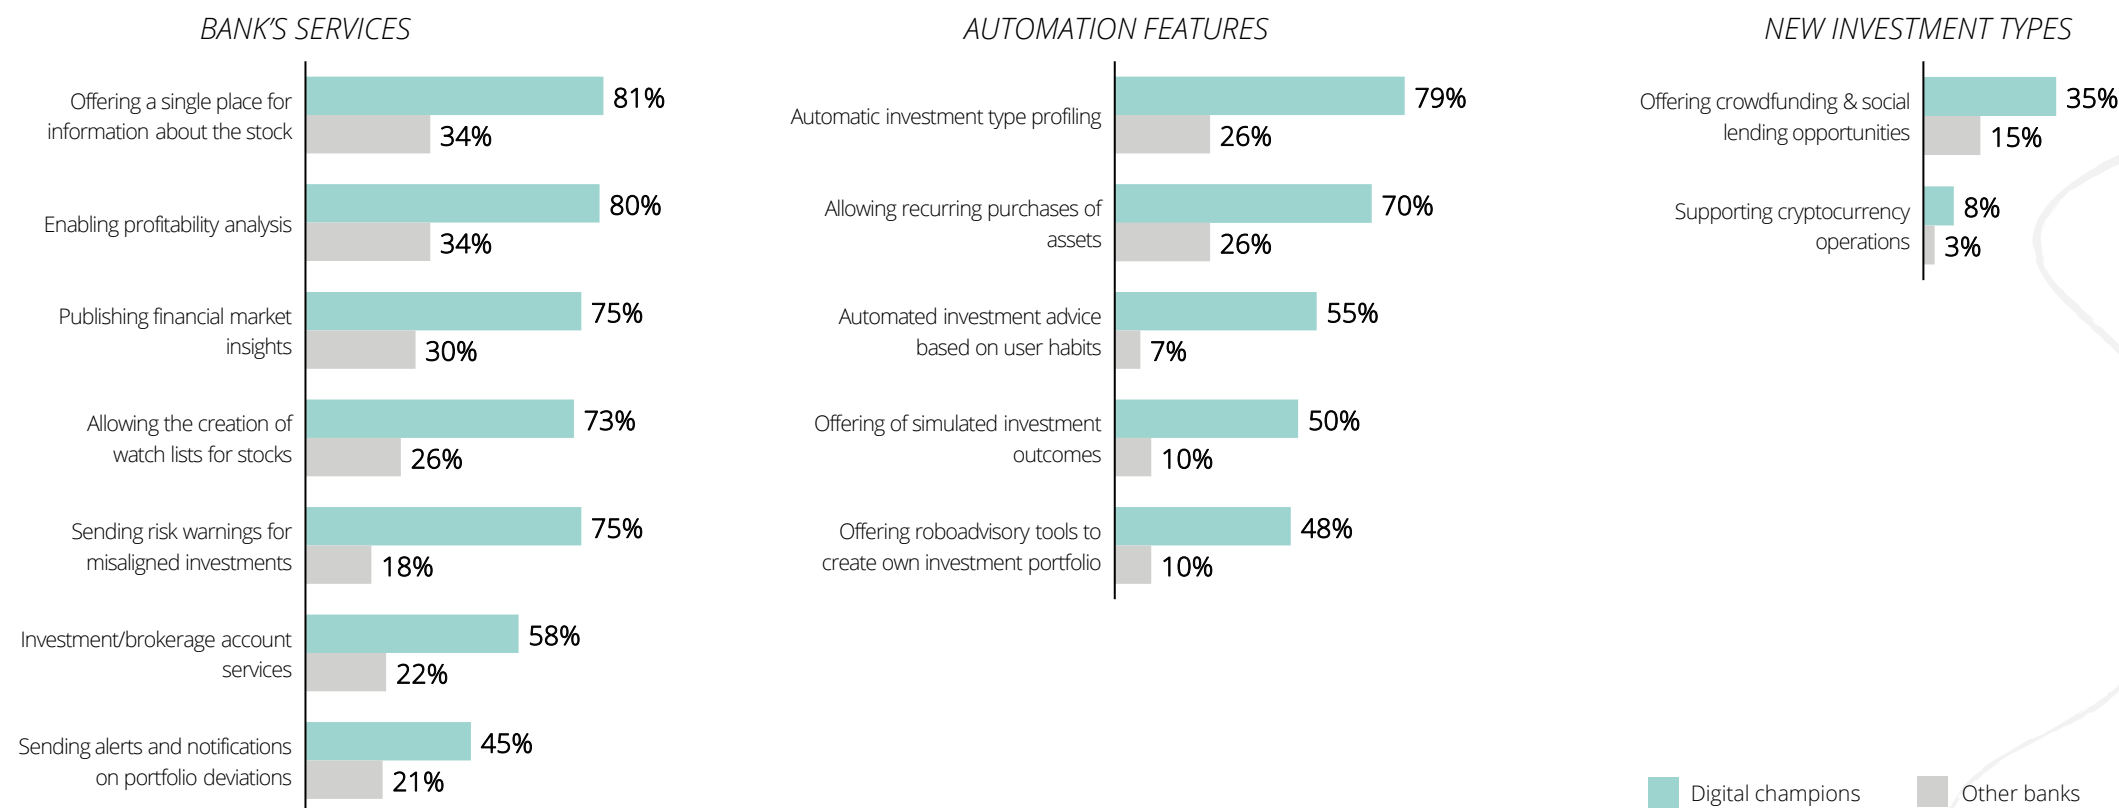 BANK'S SERVICES
Offering a single place for
information about the stock
81%
34%
Enabling profitability analysis
80%
34%
Publishing financial market
insights
75%
30%
Allowing the creation of
watch lists for stocks
73%
26%
Sending risk warnings for
misaligned investments
75%
18%
Investment/brokerage account
services
58%
22%
Sending alerts and notifications
on portfolio deviations
45%
21%
AUTOMATION FEATURES
Automatic investment type profiling
79%
26%
Allowing recurring purchases of
assets
70%
26%
Automated investment advice
based on user habits
55%
7%
Offering of simulated investment
outcomes
50%
10%
Offering roboadvisory tools to
create own investment portfolio
48%
10%
NEW INVESTMENT TYPES
Offering crowdfunding & social
lending opportunities
35%
15%
Supporting cryptocurrency
operations
8%
3%
Digital champions
Other banks